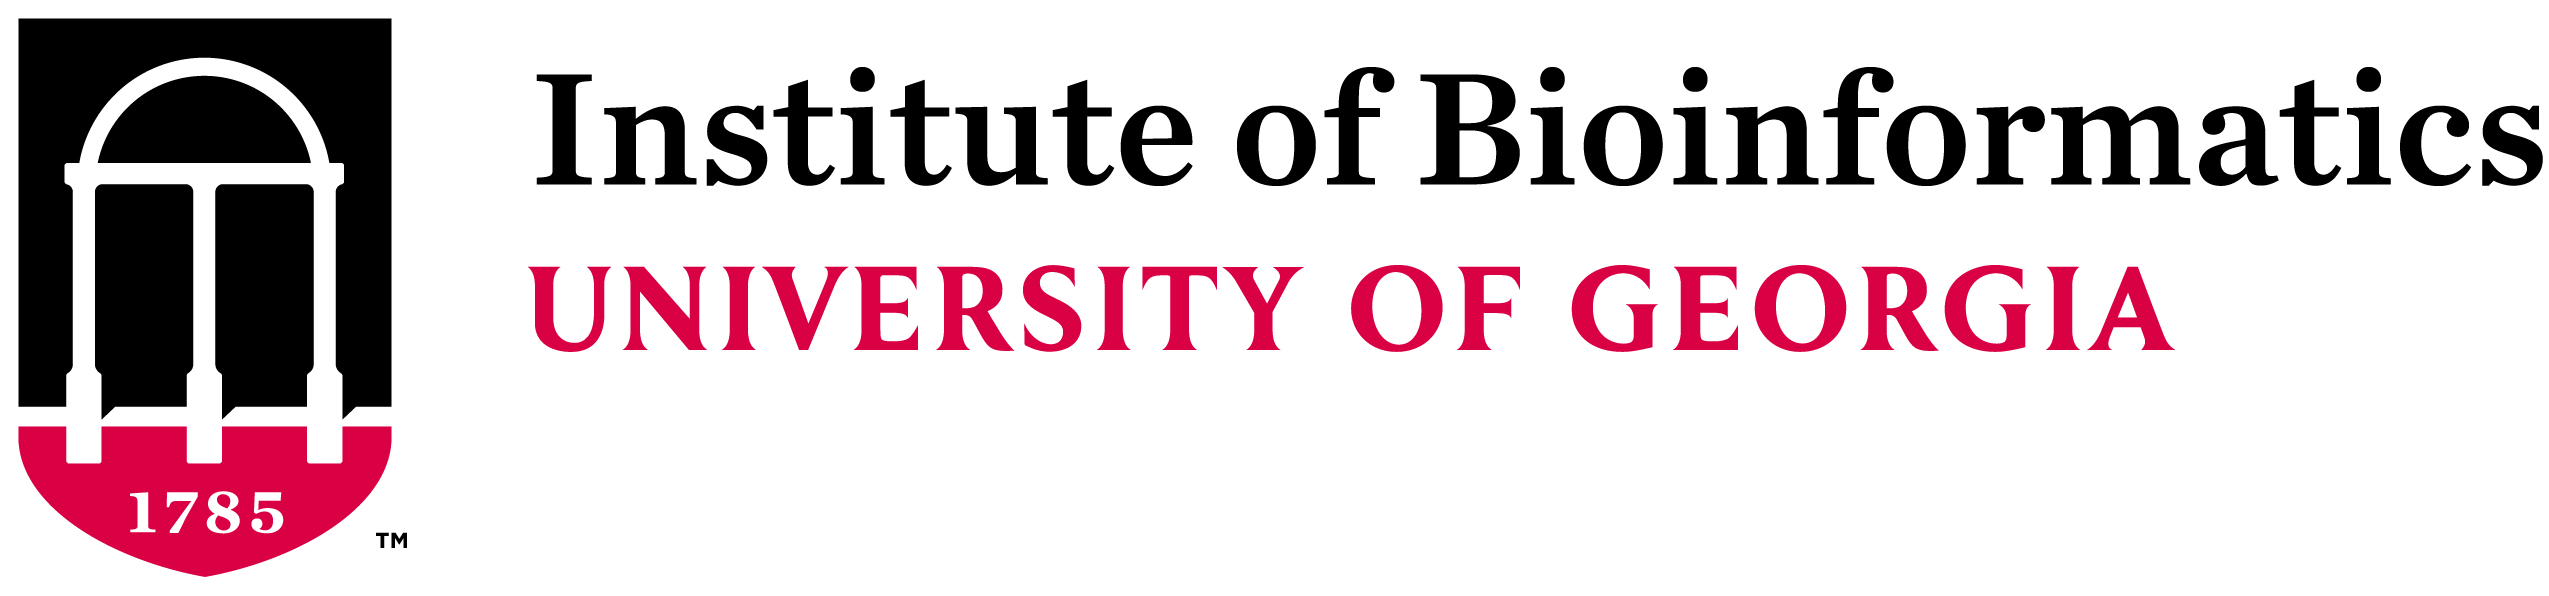 Institute of Bioinformatics
UNIVERSITY OF GEORGIA
1785
TM